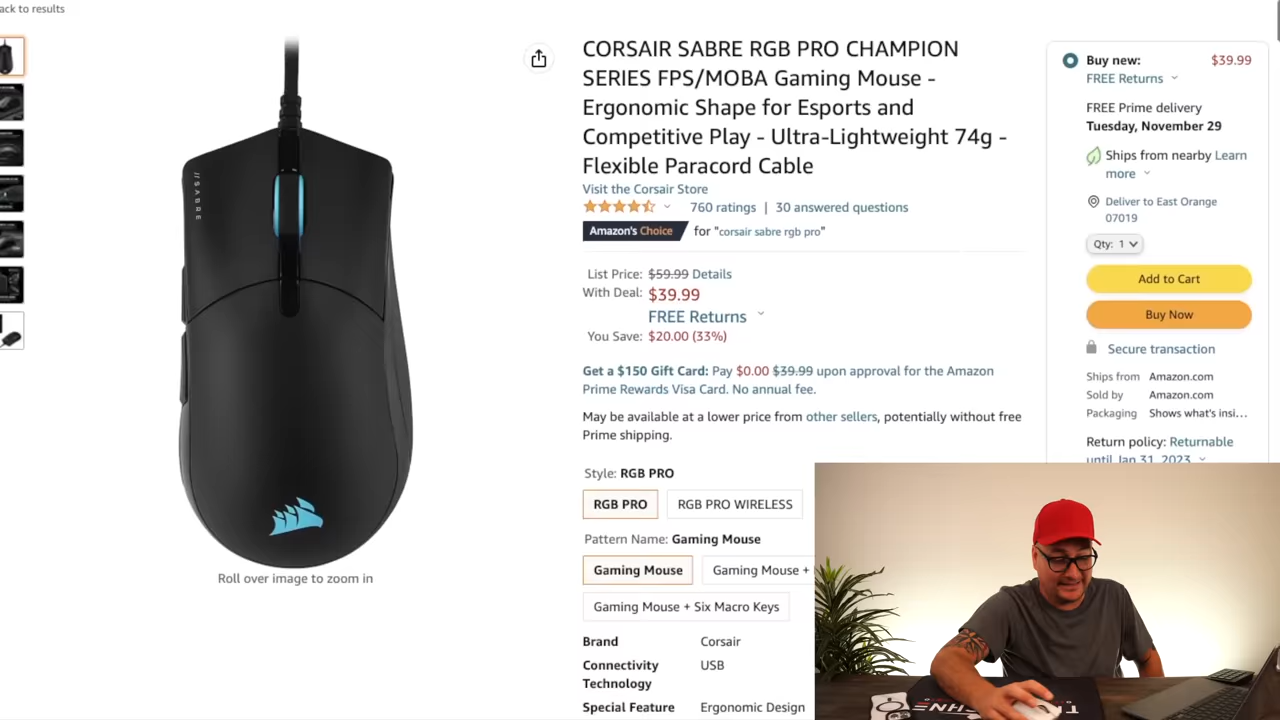 ack to results
CORSAIR SABRE RGB PRO CHAMPION
SERIES FPS/MOBA Gaming Mouse -
Ergonomic Shape for Esports and
Competitive Play - Ultra-Lightweight 74g -
Flexible Paracord Cable
Visit the Corsair Store
760 ratings | 30 answered questions
Amazon's Choice for "corsair sabre rgb pro"
List Price: $59.99 Details
With Deal: $39.99
FREE Returns
You Save: $20.00 (33%)
Get a $150 Gift Card: Pay $0.00 $39.99 upon approval for the Amazon
Prime Rewards Visa Card. No annual fee.
May be available at a lower price from other sellers, potentially without free
Prime shipping.
Style: RGB PRO
RGB PRO
RGB PRO WIRELESS
Pattern Name: Gaming Mouse
Gaming Mouse
Gaming Mouse +
Gaming Mouse + Six Macro Keys
Brand Corsair
Connectivity USB
Technology
Special Feature Ergonomic Design
//SABRE
Roll over image to zoom in
Buy new: $39.99
FREE Returns
FREE Prime delivery
Tuesday, November 29
Ships from nearby Learn
more
Deliver to East Orange
07019
Qty: 1
Add to Cart
Buy Now
Secure transaction
Ships from Amazon.com
Sold by Amazon.com
Packaging Shows what's insi...
Return policy: Returnable
until Jan 31, 2023